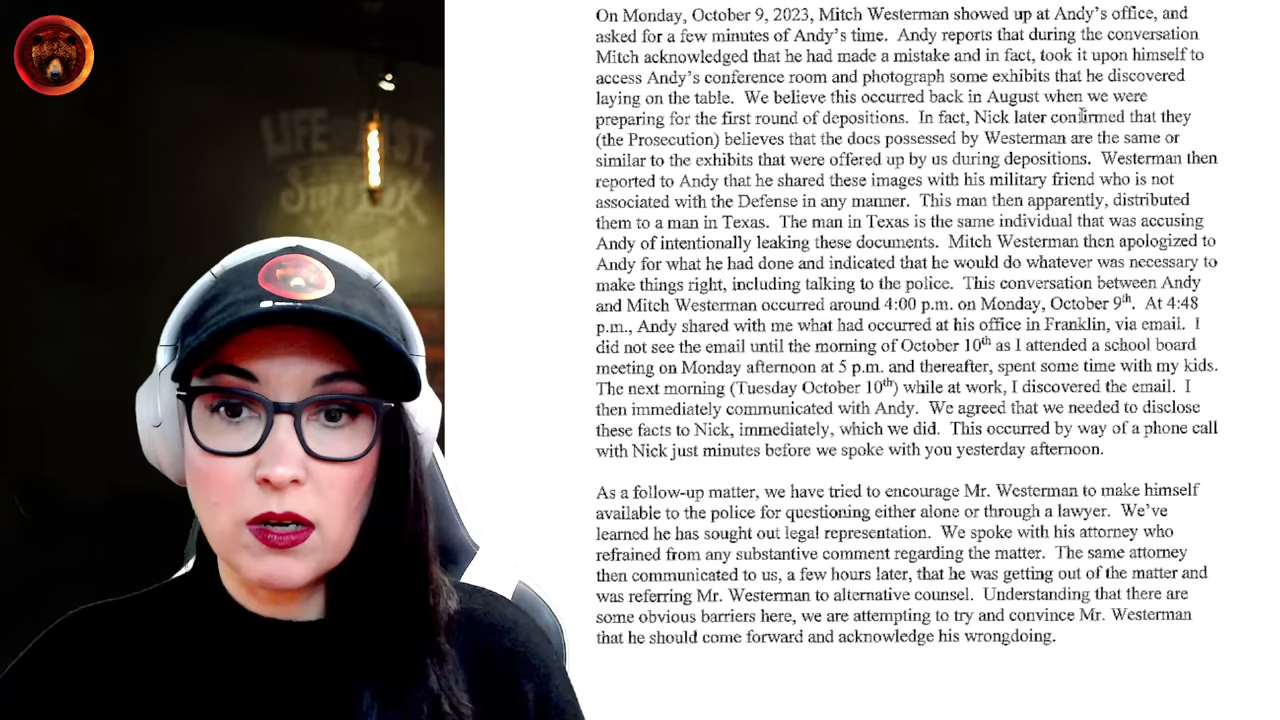 LIFE
On Monday, October 9, 2023, Mitch Westerman showed up at Andy's office, and
asked for a few minutes of Andy's time. Andy reports that during the conversation
Mitch acknowledged that he had made a mistake and in fact, took it upon himself to
access Andy's conference room and photograph some exhibits that he discovered
laying on the table. We believe this occurred back in August when we were
preparing for the first round of depositions. In fact, Nick later confirmed that they
(the Prosecution) believes that the docs possessed by Westerman are the same or
similar to the exhibits that were offered up by us during depositions. Westerman then
reported to Andy that he shared these images with his military friend who is not
associated with the Defense in any manner. This man then apparently, distributed
them to a man in Texas. The man in Texas is the same individual that was accusing
Andy of intentionally leaking these documents. Mitch Westerman then apologized to
Andy for what he had done and indicated that he would do whatever was necessary to
make things right, including talking to the police. This conversation between Andy
and Mitch Westerman occurred around 4:00 p.m. on Monday, October 9th. At 4:48
p.m., Andy shared with me what had occurred at his office in Franklin, via email. I
did not see the email until the morning of October 10th as I attended a school board
meeting on Monday afternoon at 5 p.m. and thereafter, spent some time with my kids.
The next morning (Tuesday October 10th) while at work, I discovered the email. I
then immediately communicated with Andy. We agreed that we needed to disclose
these facts to Nick, immediately, which we did. This occurred by way of a phone call
with Nick just minutes before we spoke with you yesterday afternoon.
As a follow-up matter, we have tried to encourage Mr. Westerman to make himself
available to the police for questioning either alone or through a lawyer. We've
learned he has sought out legal representation. We spoke with his attorney who
refrained from any substantive comment regarding the matter. The same attorney
then communicated to us, a few hours later, that he was getting out of the matter and
was referring Mr. Westerman to alternative counsel. Understanding that there are
some obvious barriers here, we are attempting to try and convince Mr. Westerman
that he should come forward and acknowledge his wrongdoing.